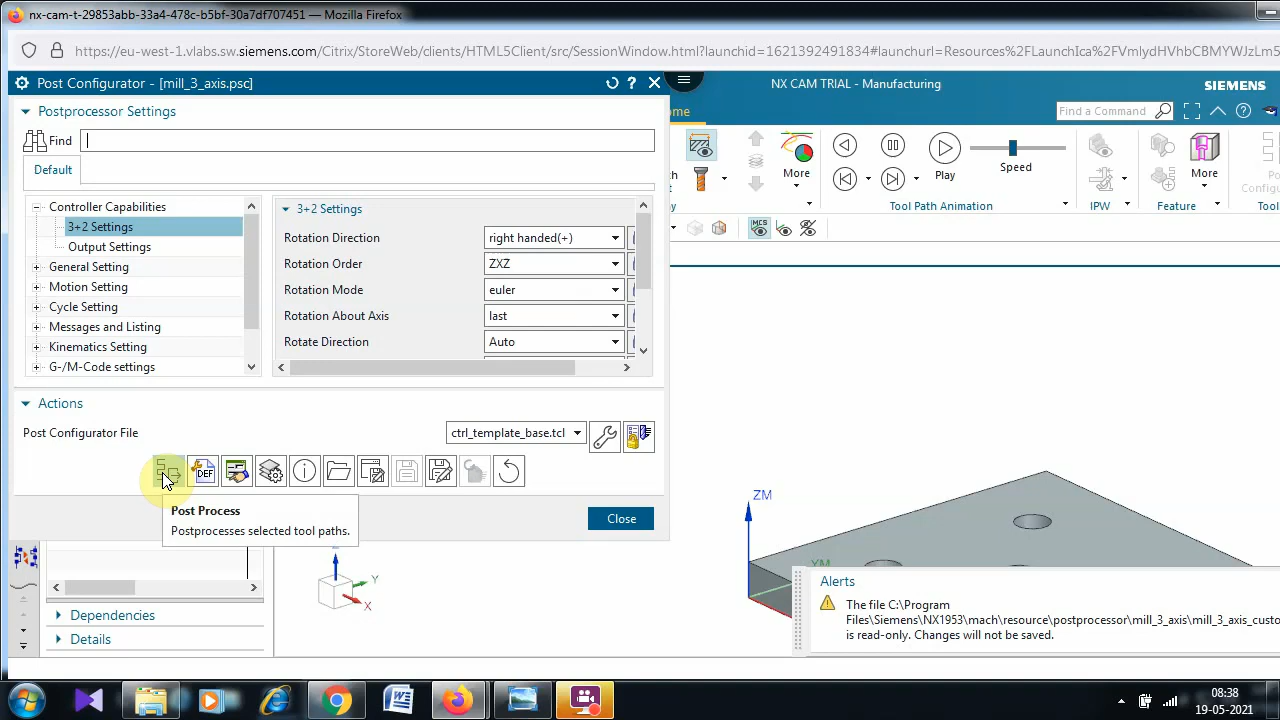 nx-cam-t-29853abb-33a4-478c-b5bf-30a7df707451 — Mozilla Firefox
https://eu-west-1.vlabs.sw.siemens.com/Citrix/StoreWeb/clients/HTML5Client/src/SessionWindow.html?launchid=1621392491834#launchurl=Resources%2FLaunchIca%2FVmlydHVhbCBMYWJzLm5
Post Configurator - [mill_3_axis.psc]
NX CAM TRIAL - Manufacturing
SIEMENS
Postprocessor Settings
ome
Find a Command
Find
Default
More
Play
Speed
More
Tool Path Animation
IPW
Feature
Controller Capabilities
3+2 Settings
Output Settings
General Setting
Motion Setting
Cycle Setting
Messages and Listing
Kinematics Setting
G-/M-Code settings
3+2 Settings
Rotation Direction
right handed(+)
Rotation Order
ZXZ
Rotation Mode
euler
Rotation About Axis
last
Rotate Direction
Auto
Actions
Post Configurator File
ctrl_template_base.tcl
DEF
Post Process
Postprocesses selected tool paths.
Close
ZM
YM
Y
X
Dependencies
Details
Alerts
The file C:\Program
Files\Siemens\NX1953\mach\resource\postprocessor\mill_3_axis\mill_3_axis_custo
is read-only. Changes will not be saved.
08:38
19-05-2021